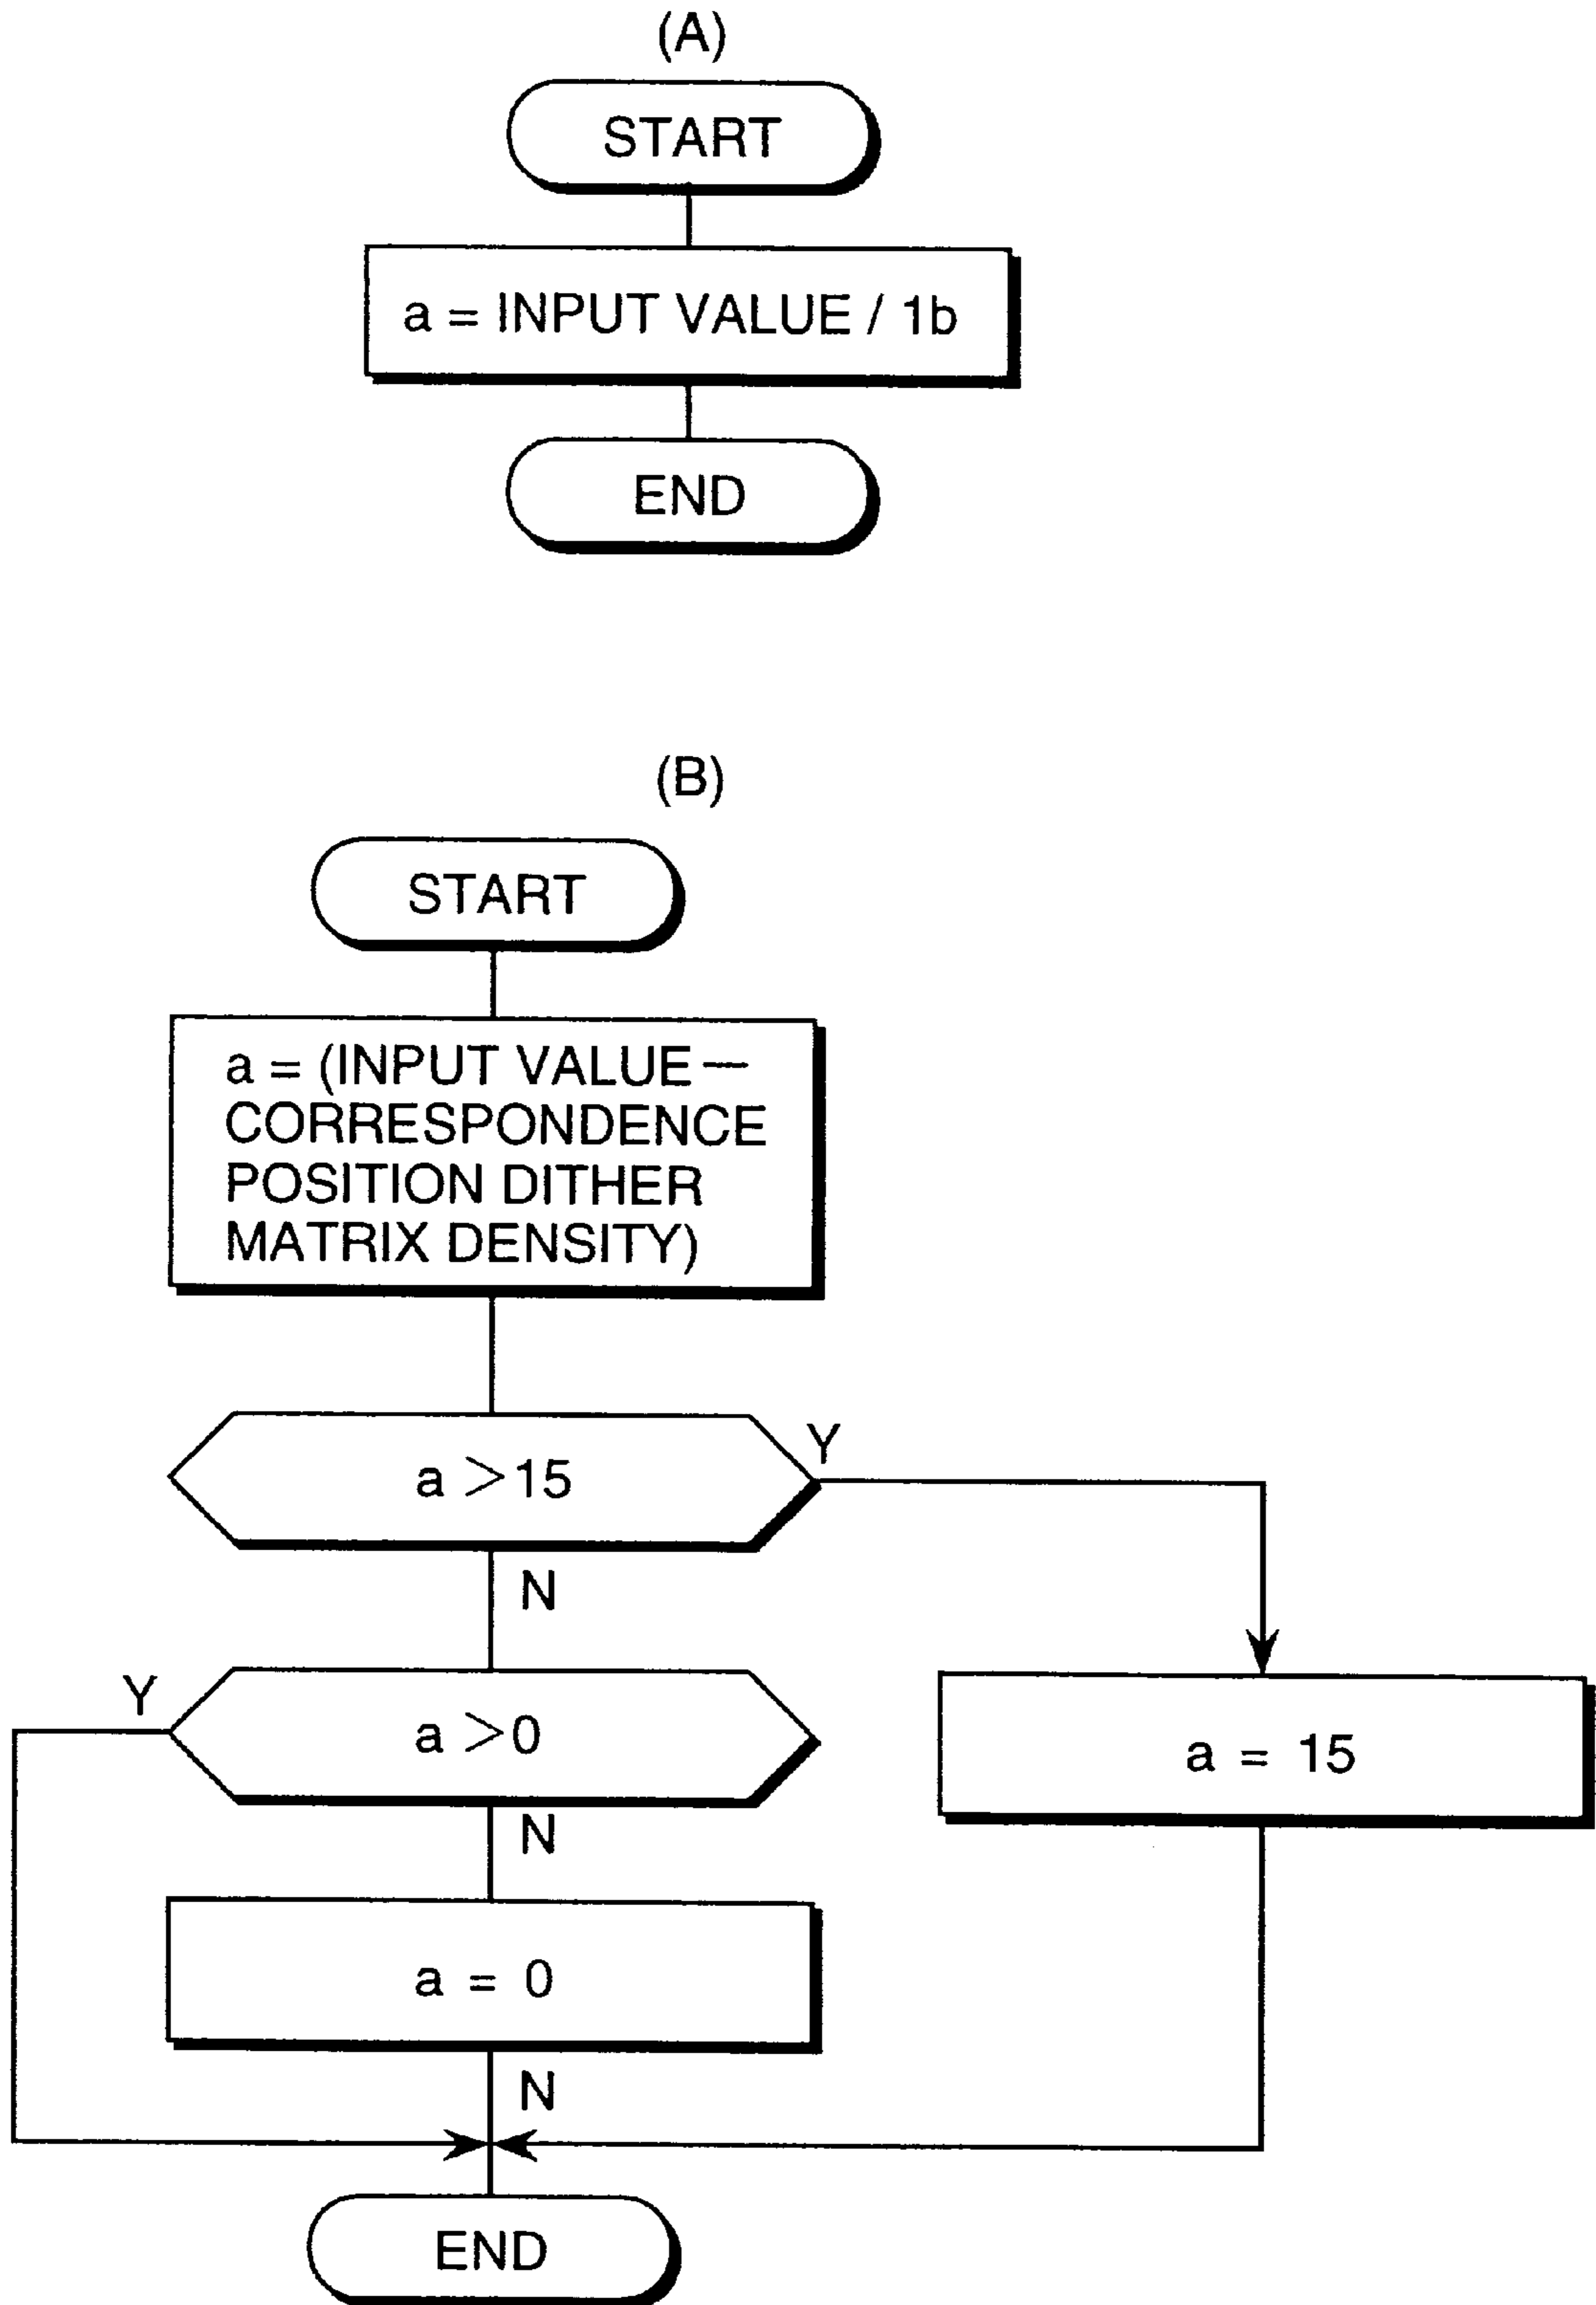 (A)
START
a = INPUT VALUE / 1b
END
(B)
START
a = (INPUT VALUE—
CORRESPONDENCE
POSITION DITHER
MATRIX DENSITY)
a >15
Y
N
Y
a >0
a = 15
N
a = 0
N
END